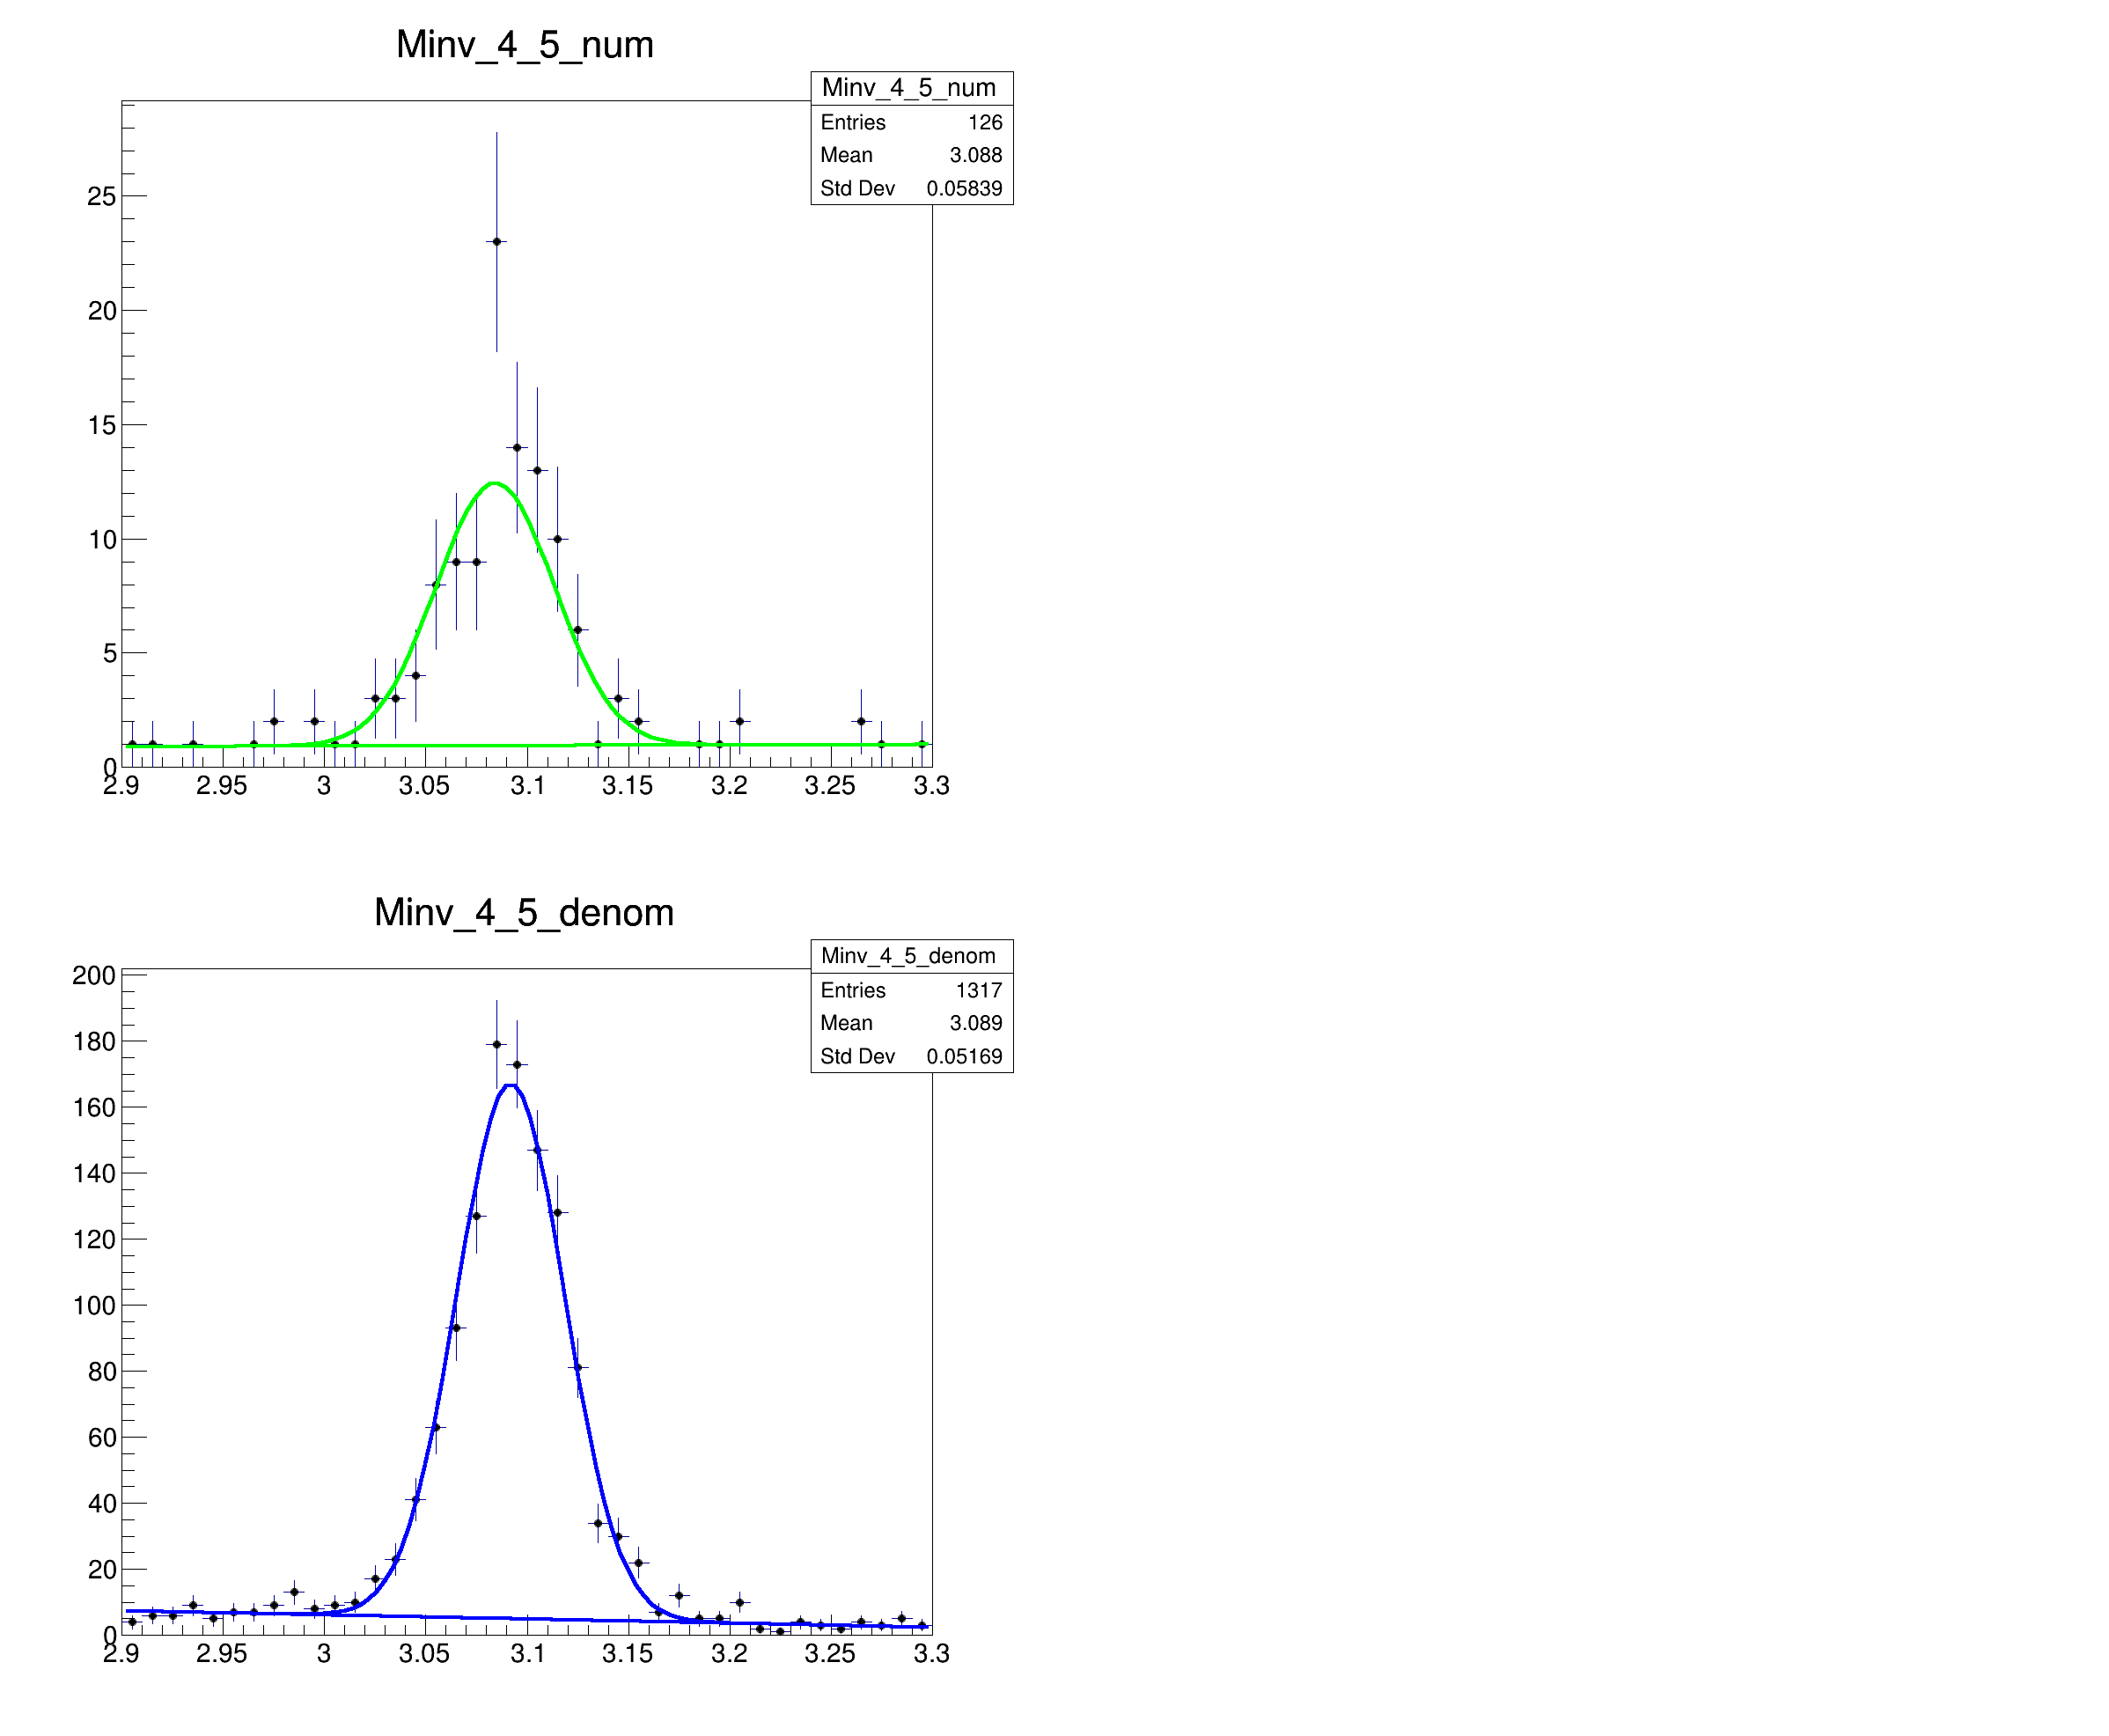 Minv_4_5_num
Minv_4_5_num
Entries 126
Mean 3.088
Std Dev 0.05839
25
20
15
10
5
0
2.9 2.95 3 3.05 3.1 3.15 3.2 3.25 3.3
Minv_4_5_denom
Minv_4_5_denom
Entries 1317
Mean 3.089
Std Dev 0.05169
200
180
160
140
120
100
80
60
40
20
0
2.9 2.95 3 3.05 3.1 3.15 3.2 3.25 3.3